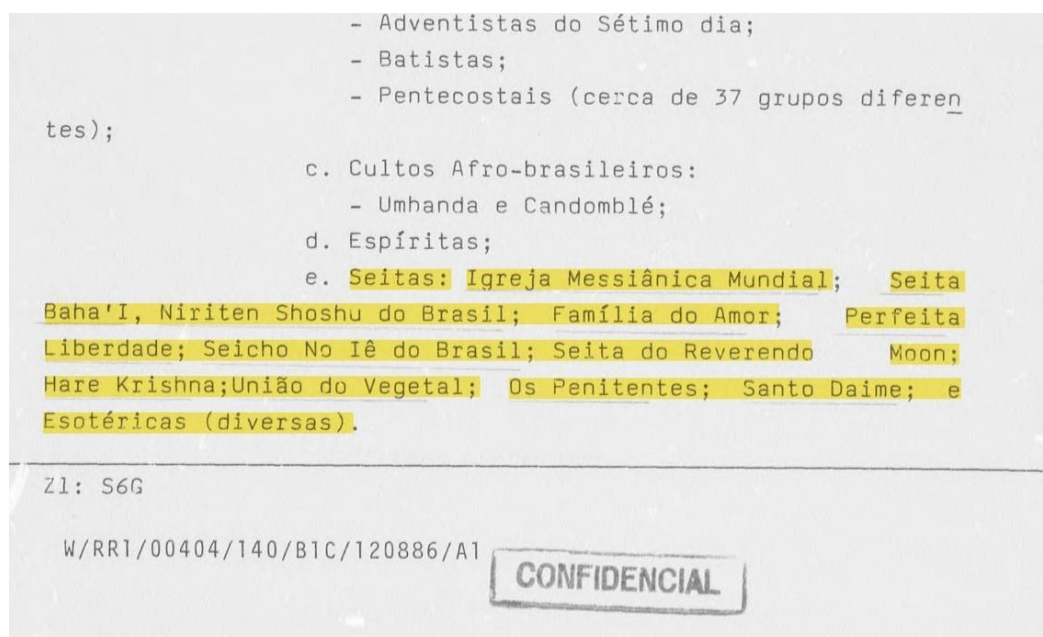 - Adventistas do Sétimo dia;
- Batistas;
- Pentecostais (cerca de 37 grupos diferen
tes);
c. Cultos Afro-brasileiros:
- Umhanda e Candomblé;
d. Espíritas;
e. Seitas: Igreja Messiânica Mundial; Seita
Baha'I, Niriten Shoshu do Brasil; Família do Amor; Perfeita
Liberdade; Seicho No Iê do Brasil; Seita do Reverendo Moon;
Hare Krishna;União do Vegetal; Os Penitentes; Santo Daime; e
Esotéricas (diversas).
Z1: S6G
W/RR1/00404/140/B1C/120886/A1
CONFIDENCIAL